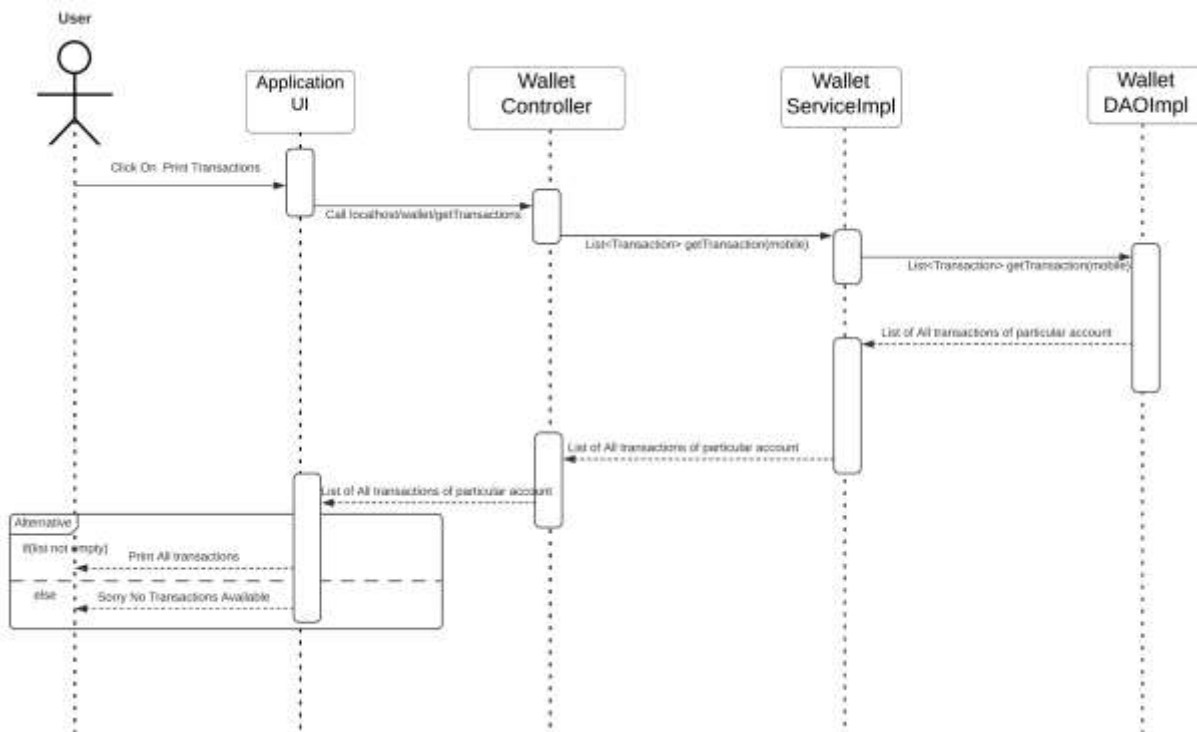 User
Application
UI
Wallet
Controller
Wallet
ServiceImpl
Wallet
DAOImpl
Click On Print Transactions
Call localhost/wallet/getTransactions
List<Transaction> getTransaction(mobile)
List<Transaction> getTransaction(mobile)
List of All transactions of particular account
List of All transactions of particular account
List of All transactions of particular account
Alternative
if(list not empty)
Print All transactions
else
Sorry No Transactions Available